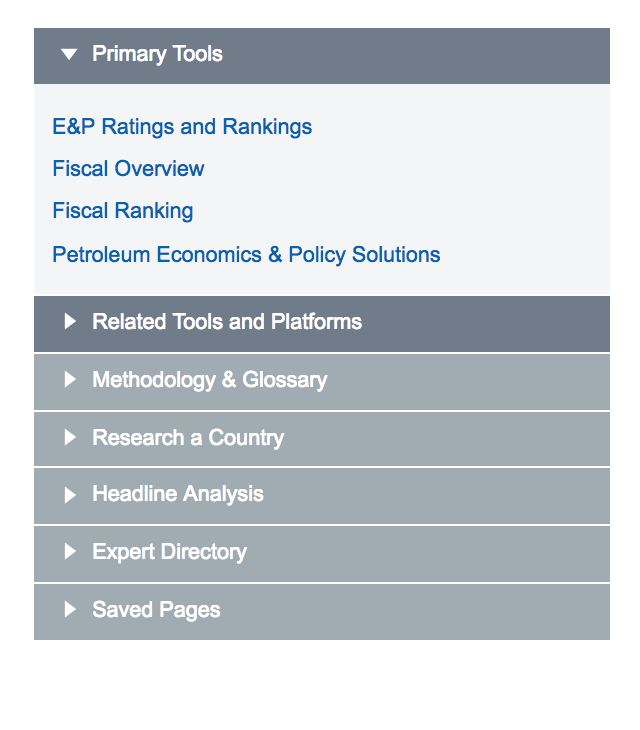 Primary Tools
E&P Ratings and Rankings
Fiscal Overview
Fiscal Ranking
Petroleum Economics & Policy Solutions
Related Tools and Platforms
Methodology & Glossary
Research a Country
Headline Analysis
Expert Directory
Saved Pages